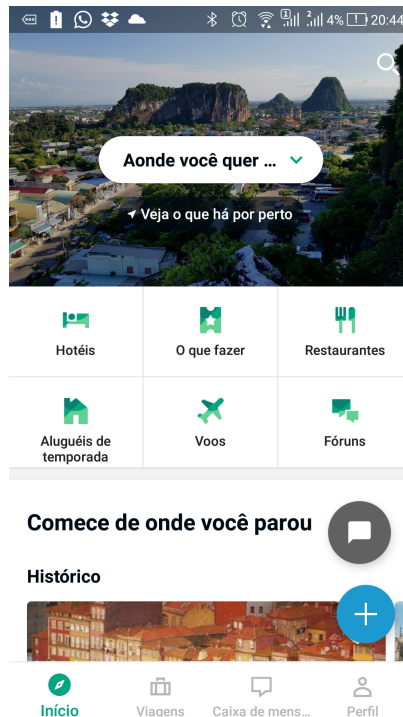 4% 20:44
Aonde você quer ...
Veja o que há por perto
Hotéis
O que fazer
Restaurantes
Aluguéis de
temporada
Voos
Fóruns
Comece de onde você parou
Histórico
Início
Viagens
Caixa de mens...
Perfil